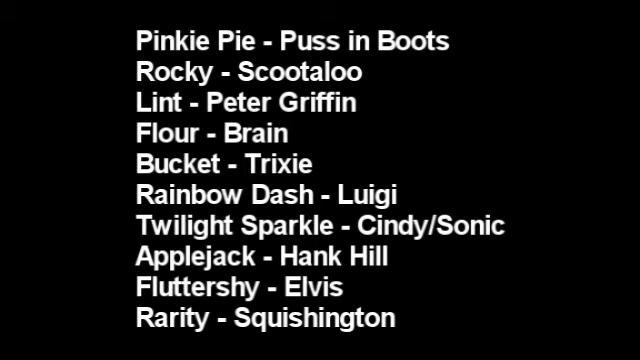 Pinkie Pie - Puss in Boots
Rocky - Scootaloo
Lint - Peter Griffin
Flour - Brain
Bucket - Trixie
Rainbow Dash - Luigi
Twilight Sparkle - Cindy/Sonic
Applejack - Hank Hill
Fluttershy - Elvis
Rarity - Squishington